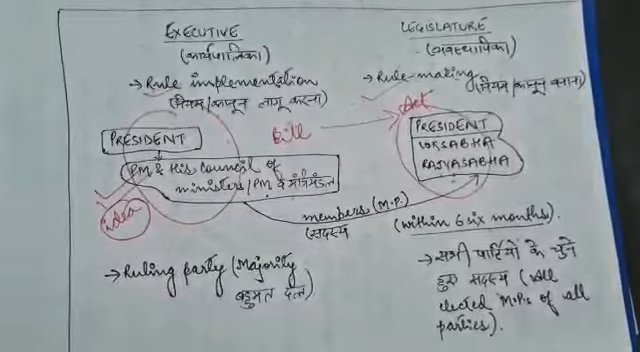 EXECUTIVE
(कार्यपालिका)
→ Rule implementation
(नियम/कानून लागू करना)
PRESIDENT
PM & His Council of
ministers/PM & मंत्रिमंडल
idea
Bill
→ Ruling party (Majority
बहुमत दल)
LEGISLATURE
(व्यवस्थापिका)
→ Rule-making
(नियम/कानून बनाना)
Act
PRESIDENT
LOKSABHA
RAJYASABHA
members (M.P.)
(सदस्य
(within 6 six months).
→ सभी पार्टियों के चुने
हुए सदस्य (All
elected M.P.s of all
parties).